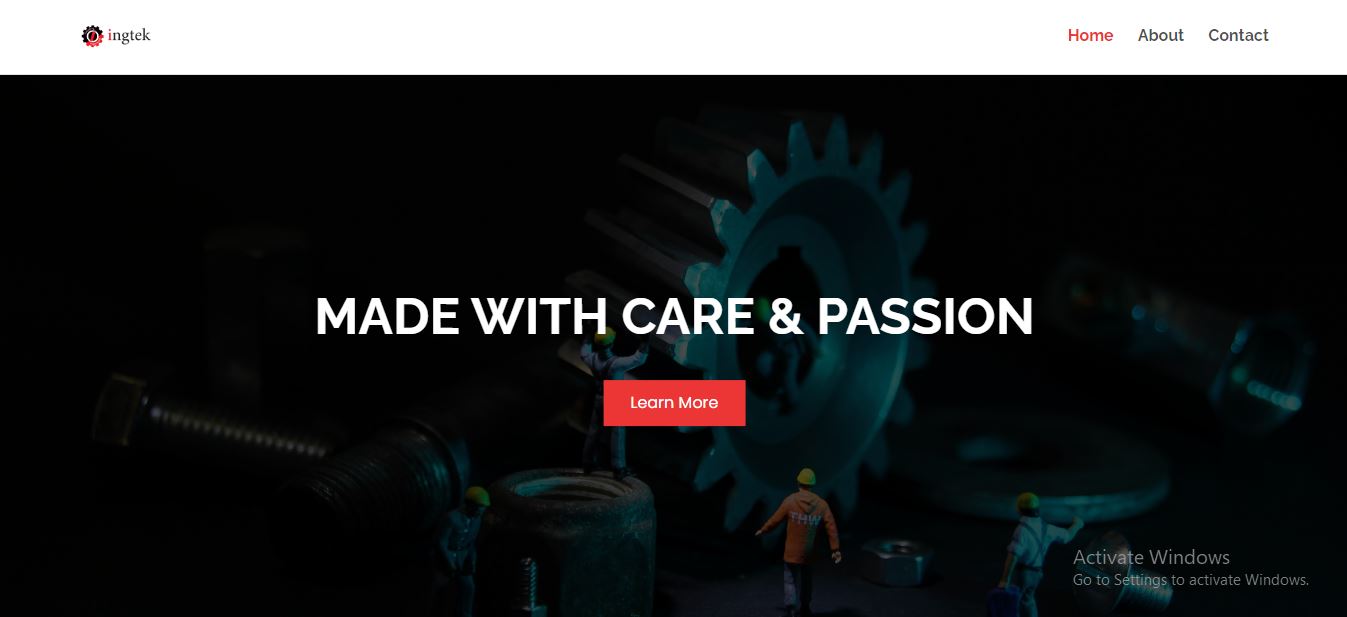 ingtek
Home About Contact
MADE WITH CARE & PASSION
Learn More
THW
Activate Windows
Go to Settings to activate Windows.